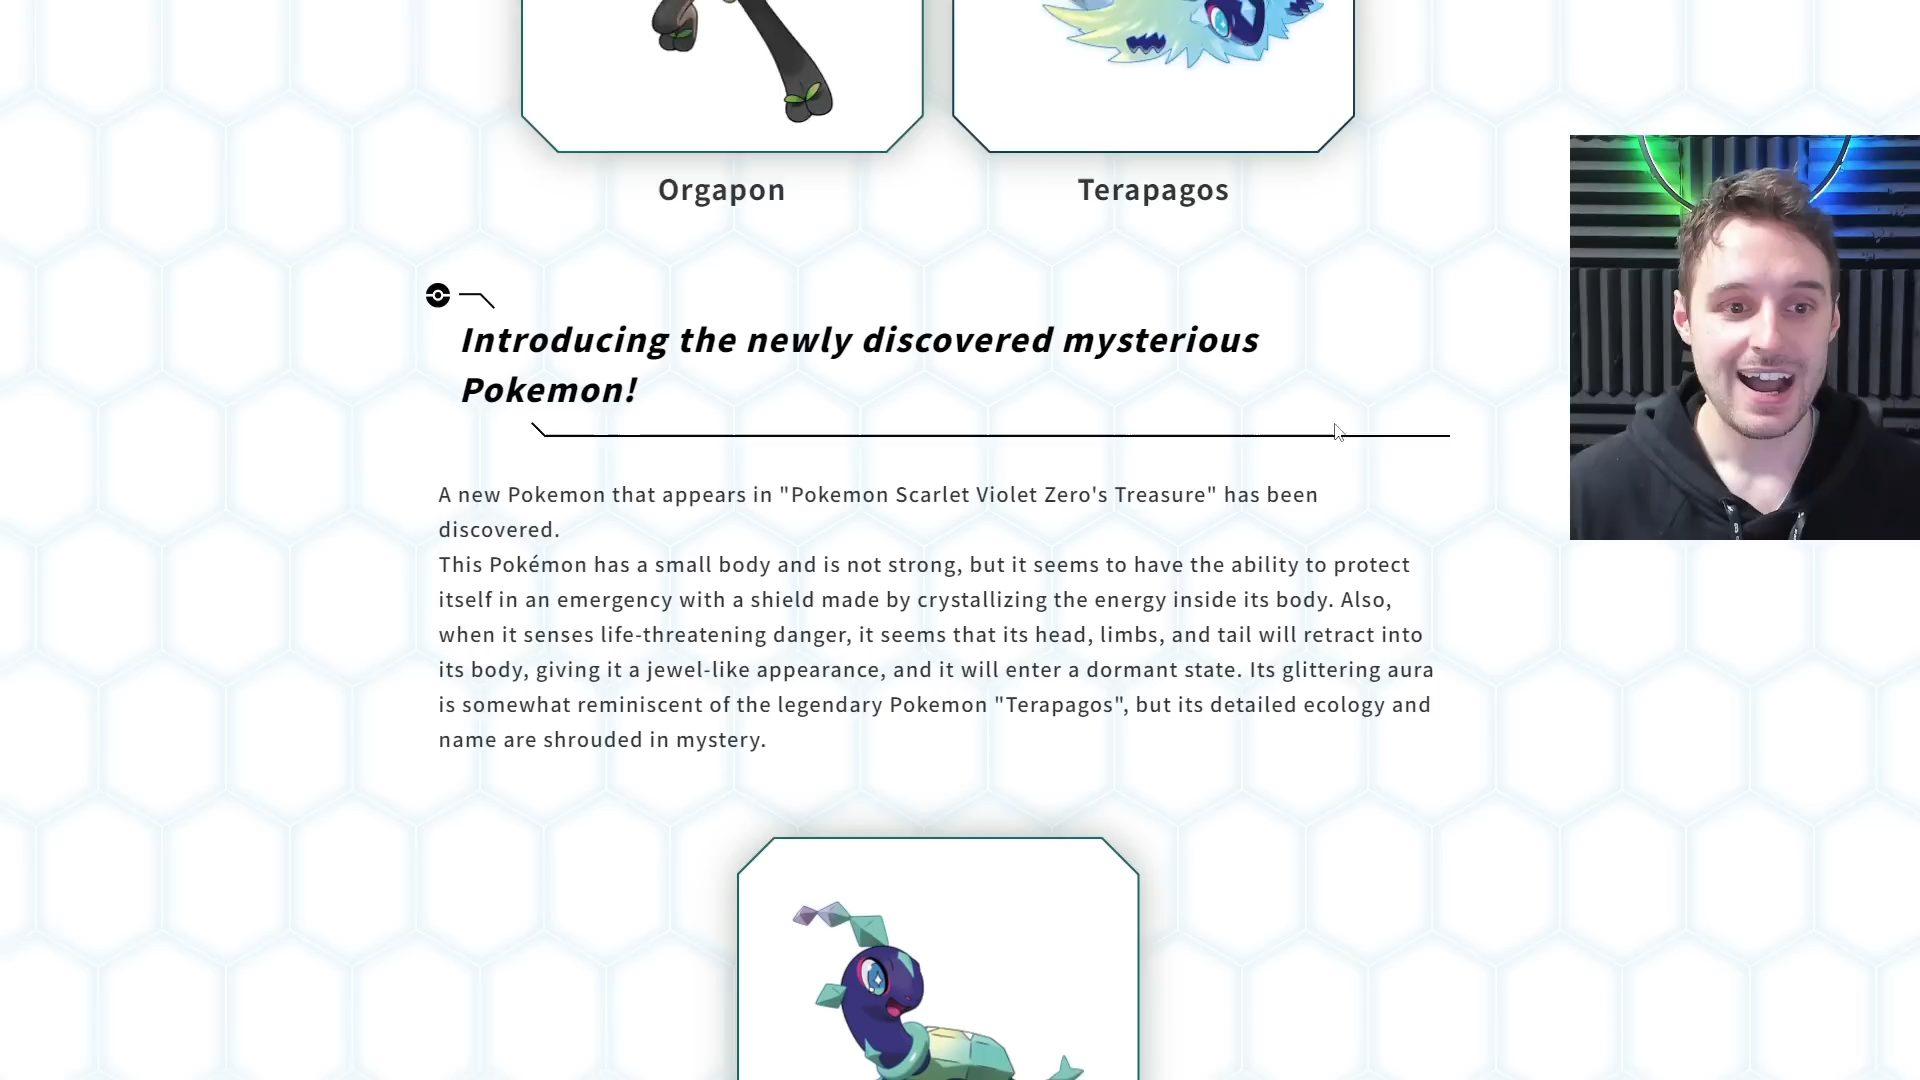 Orgapon
Terapagos
Introducing the newly discovered mysterious
Pokemon!
A new Pokemon that appears in "Pokemon Scarlet Violet Zero's Treasure" has been
discovered.
This Pokémon has a small body and is not strong, but it seems to have the ability to protect
itself in an emergency with a shield made by crystallizing the energy inside its body. Also,
when it senses life-threatening danger, it seems that its head, limbs, and tail will retract into
its body, giving it a jewel-like appearance, and it will enter a dormant state. Its glittering aura
is somewhat reminiscent of the legendary Pokemon "Terapagos", but its detailed ecology and
name are shrouded in mystery.